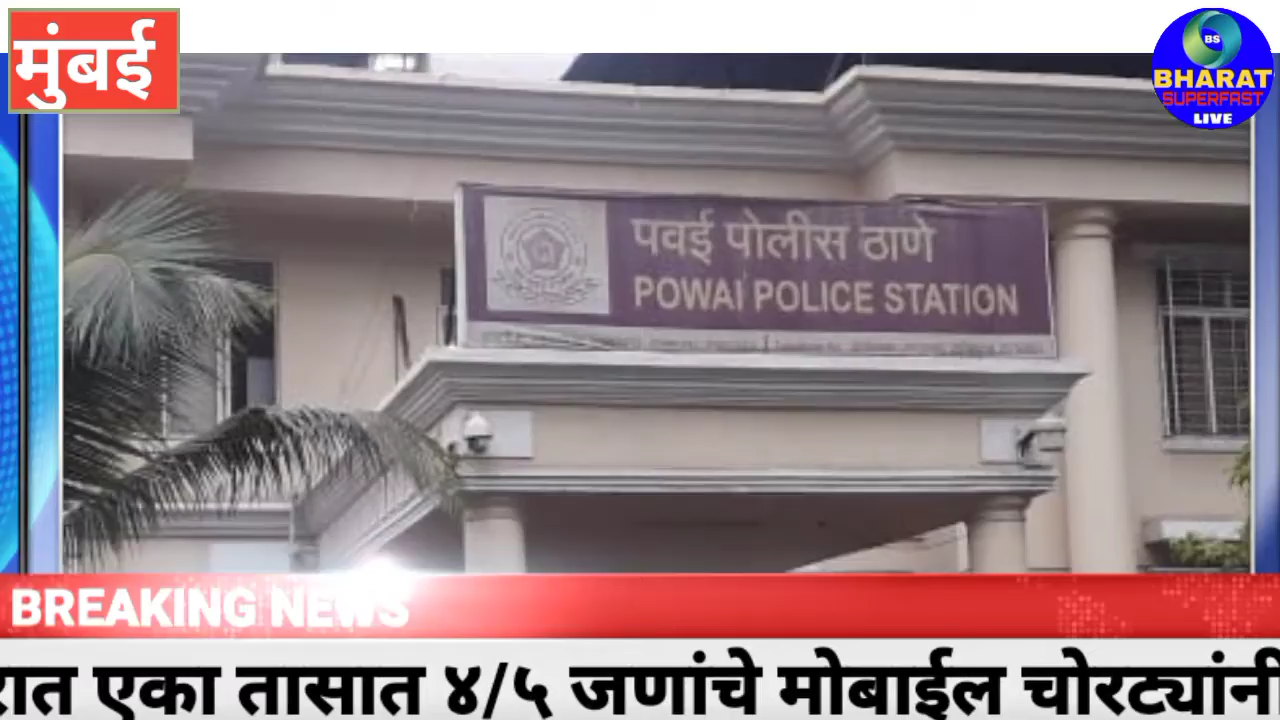 मुंबई
BS
BHARAT
SUPERFAST
LIVE
पवई पोलीस ठाणे
POWAI POLICE STATION
BREAKING NEWS
एका तासात ४/५ जणांचे मोबाईल चोरट्यांनी